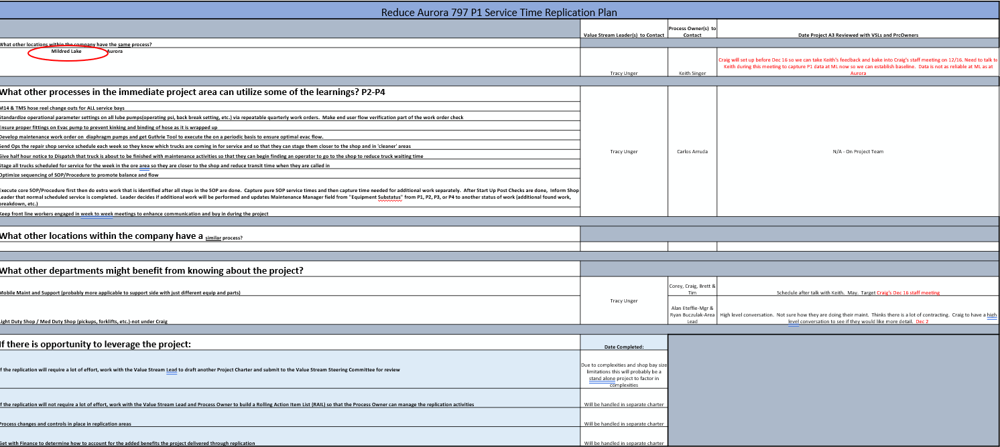 Reduce Aurora 797 P1 Service Time Replication Plan
Value Stream Leader(s) to Contact
Process Owner(s) to
Contact
Date Project A3 Reviewed with VSLs and PrcOwners
What other locations within the company have the same process?
Mildred Lake Aurora
Tracy Unger
Keith Singer
Craig will set up before Dec 16 so we can take Keith's feedback and bake into Craig's staff meeting on 12/16. Need to talk to
Keith during this meeting to capture P1 data at ML now so we can establish baseline. Data is not as reliable at ML as at
Aurora
What other processes in the immediate project area can utilize some of the learnings? P2-P4
M14 & TM5 hose reel change outs for ALL service bays
Standardize operational parameter settings on all lube pumps(operating psi, back break setting, etc.) via repeatable quarterly work orders. Make end user flow verification part of the work order check
Ensure proper fittings on Evac pump to prevent kinking and binding of hose as it is wrapped up
Develop maintenance work order on diaphragm pumps and get Guthrie Tool to execute the on a periodic basis to ensure optimal evac flow.
Send Ops the repair shop service schedule each week so they know which trucks are coming in for service and so that they can stage them closer to the shop and in 'cleaner' areas
Give half hour notice to Dispatch that truck is about to be finished with maintenance activities so that they can begin finding an operator to go to the shop to reduce truck waiting time
Stage all trucks scheduled for service for the week in the ore area so they are closer to the shop and reduce transit time when they are called in
Optimize sequencing of SOP/Procedure to promote balance and flow
Execute core SOP/Procedure first then do extra work that is identified after all steps in the SOP are done. Capture pure SOP service times and then capture time needed for additional work separately. After Start Up Post Checks are done, Inform Shop
Leader that normal scheduled service is completed. Leader decides if additional work will be performed and updates Maintenance Manager field from "Equipment Substatus" from P1, P2, P3, or P4 to another status of work (additional found work,
breakdown, etc.)
Keep front line workers engaged in week to week meetings to enhance communication and buy in during the project
Tracy Unger
Carlos Arruda
N/A - On Project Team
What other locations within the company have a similar process?
What other departments might benefit from knowing about the project?
Mobile Maint and Support (probably more applicable to support side with just different equip and parts)
Tracy Unger
Corey, Craig, Brett &
Tim
Schedule after talk with Keith. May. Target Craig's Dec 16 staff meeting
Light Duty Shop / Med Duty Shop (pickups, forklifts, etc.)-not under Craig
Alan Eteffie-Mgr &
Ryan Buczulak-Area
Lead
High level conversation. Not sure how they are doing their maint. Thinks there is a lot of contracting. Craig to have a high
level conversation to see if they would like more detail. Dec 2
If there is opportunity to leverage the project:
Date Completed:
If the replication will require a lot of effort, work with the Value Stream Lead to draft another Project Charter and submit to the Value Stream Steering Committee for review
Due to complexities and shop bay size
limitations this will probably be a
stand alone project to factor in
complexities
If the replication will not require a lot of effort, work with the Value Stream Lead and Process Owner to build a Rolling Action Item List (RAIL) so that the Process Owner can manage the replication activities
Will be handled in separate charter
Process changes and controls in place in replication areas
Will be handled in separate charter
Get with Finance to determine how to account for the added benefits the project delivered through replication
Will be handled in separate charter